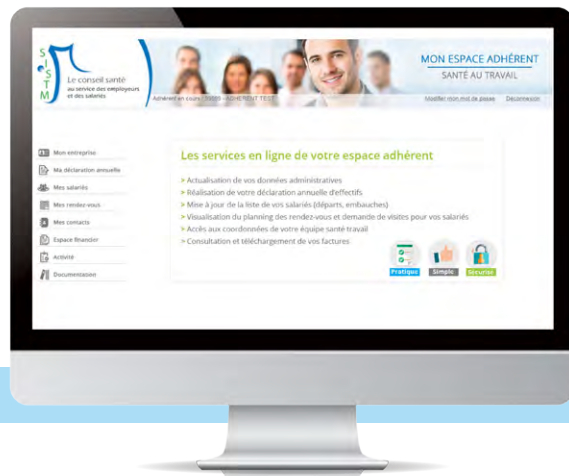 SISTM
Le conseil santé
au service des employeurs
et des salariés
MON ESPACE ADHÉRENT
SANTÉ AU TRAVAIL
Adhérent en cours : - ADHERENT TEST
Modifier mon mot de passe Déconnexion
Mon entreprise
Ma déclaration annuelle
Mes salariés
Mes rendez-vous
Mes contacts
Espace financier
Activité
Documentation
Les services en ligne de votre espace adhérent
> Actualisation de vos données administratives
> Réalisation de votre déclaration annuelle d'effectifs
> Mise à jour de la liste de vos salariés (départs, embauches)
> Visualisation du planning des rendez-vous et demande de visites pour vos salariés
> Accès aux coordonnées de votre équipe santé travail
> Consultation et téléchargement de vos factures
Pratique Simple Sécurisé